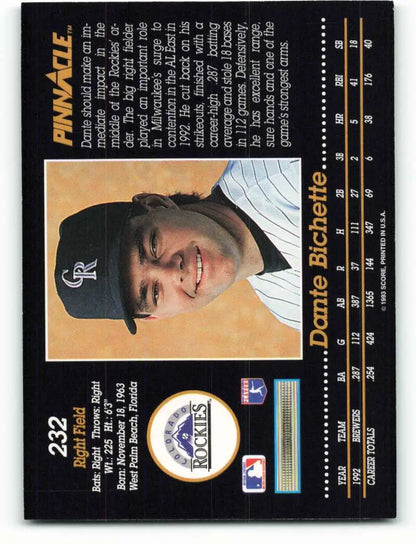 232
Right Field
Bats: Right Throws: Right
Wt.: 225 Ht.: 6'3"
Born: November 18, 1963
West Palm Beach, Florida
COLORADO
ROCKIES
CR
PINNACLE™
Dante should make an im-
mediate impact in the
middle of the Rockies' or-
der. The big right fielder
played an important role
in Milwaukee's surge to
contention in the AL East in
1992. He cut back on his
strikeouts, finished with a
career-high .287 batting
average and stole 18 bases
in 112 games. Defensively,
he has excellent range,
sure hands and one of the
game's strongest arms.
Dante Bichette
YEAR TEAM BA G AB R H 2B 3B HR RBI SB
1992 BREWERS .287 112 387 37 111 27 2 5 41 18
CAREER TOTALS .254 424 1365 144 347 69 6 38 176 40
© 1993 SCORE, PRINTED IN U.S.A.